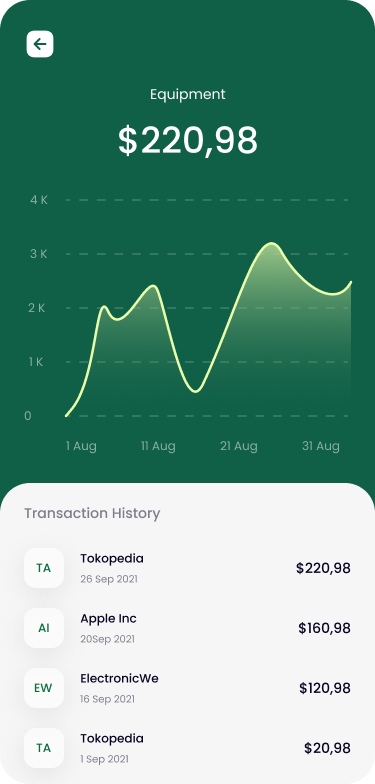 Equipment
$220,98
4 K
3 K
2 K
1 K
0
1 Aug 11 Aug 21 Aug 31 Aug
Transaction History
TA Tokopedia $220,98
26 Sep 2021
AI Apple Inc $160,98
20Sep 2021
EW ElectronicWe $120,98
16 Sep 2021
TA Tokopedia $20,98
1 Sep 2021